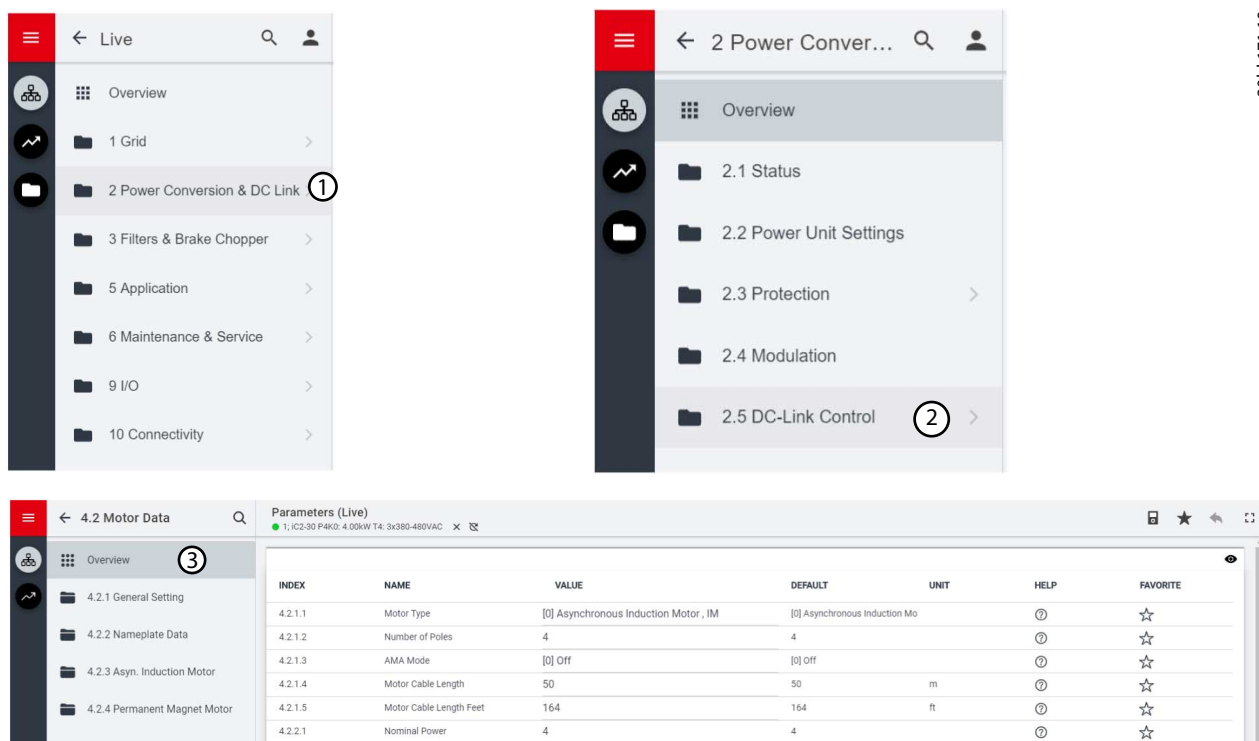 Live
Overview
1 Grid
2 Power Conversion & DC Link
1
3 Filters & Brake Chopper
5 Application
6 Maintenance & Service
9 I/O
10 Connectivity
2 Power Conver...
Overview
2.1 Status
2.2 Power Unit Settings
2.3 Protection
2.4 Modulation
2.5 DC-Link Control
2
4.2 Motor Data
Overview
3
4.2.1 General Setting
4.2.2 Nameplate Data
4.2.3 Asyn. Induction Motor
4.2.4 Permanent Magnet Motor
Parameters (Live)
1; iC2-30 P4K0: 4.00kW T4: 3x380-480VAC
INDEX NAME VALUE DEFAULT UNIT HELP FAVORITE
4.2.1.1 Motor Type [0] Asynchronous Induction Motor , IM [0] Asynchronous Induction Mo
4.2.1.2 Number of Poles 4 4
4.2.1.3 AMA Mode [0] Off [0] Off
4.2.1.4 Motor Cable Length 50 50 m
4.2.1.5 Motor Cable Length Feet 164 164 ft
4.2.2.1 Nominal Power 4 4